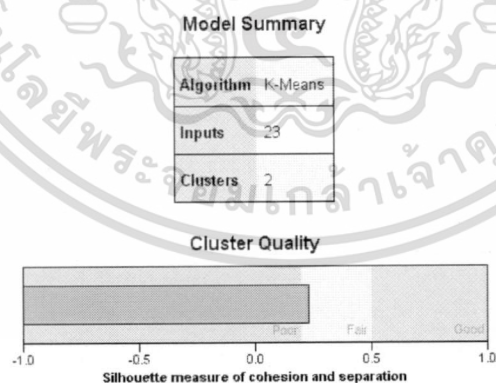 Model Summary
Algorithm K-Means
Inputs 23
Clusters 2
Cluster Quality
Poor Fair Good
-1.0 -0.5 0.0 0.5 1.0
Silhouette measure of cohesion and separation